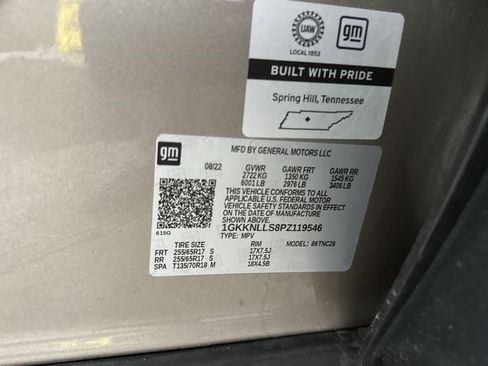 UAW
gm
LOCAL 1853
BUILT WITH PRIDE
Spring Hill, Tennessee
gm
MFD BY GENERAL MOTORS LLC
08/22 GVWR GAWR FRT GAWR RR
2722 KG 1350 KG 1545 KG
6001 LB 2976 LB 3406 LB
THIS VEHICLE CONFORMS TO ALL
APPLICABLE U.S. FEDERAL MOTOR
VEHICLE SAFETY STANDARDS IN EFFECT
ON THE DATE OF MANUFACTURE
SHOWN ABOVE.
615G
1GKKNLLS8PZ119546
TYPE: MPV MODEL: 86TNC26
TIRE SIZE RIM
FRT 255/65R17 S 17X7.5J
RR 255/65R17 S 17X7.5J
SPA T135/70R18 M 18X4.5B